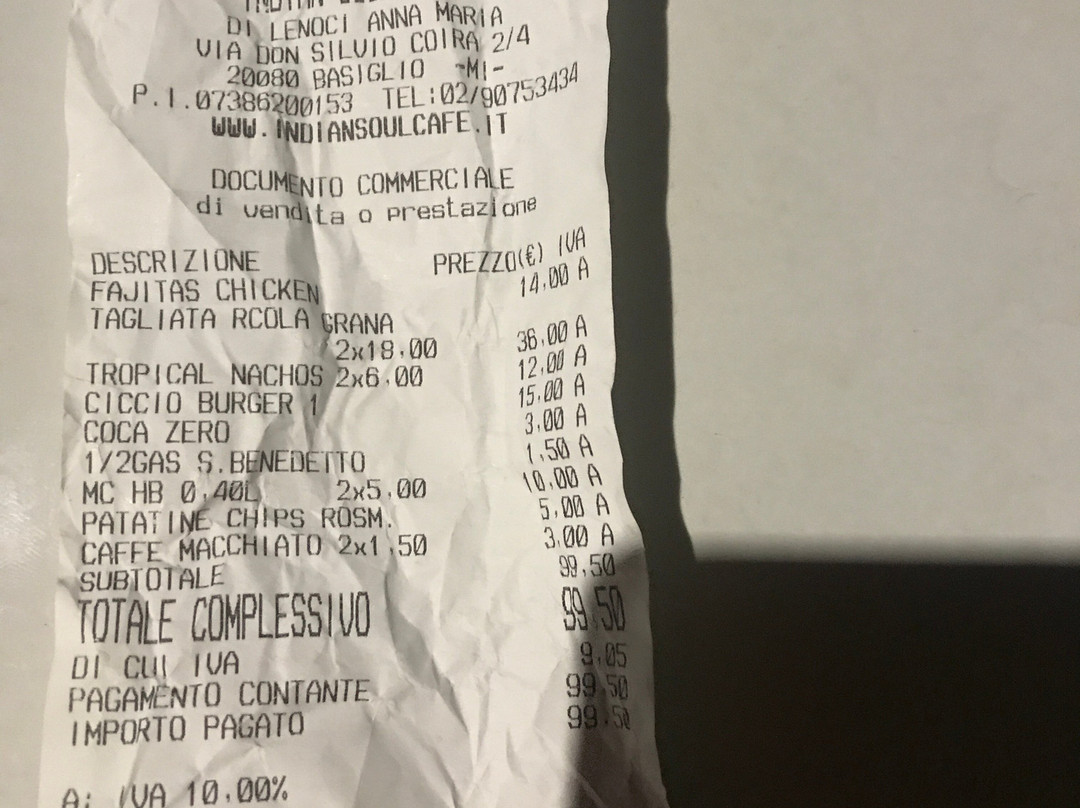 DI LENOCI ANNA MARIA
VIA DON SILVIO COIRA 2/4
20080 BASIGLIO -MI-
P.I.07386200153 TEL:02/90753434
WWW.INDIANSOULCAFE.IT
DOCUMENTO COMMERCIALE
di vendita o prestazione
DESCRIZIONE PREZZO(€) IVA
FAJITAS CHICKEN 14,00 A
TAGLIATA RCOLA GRANA
2x18,00 36,00 A
TROPICAL NACHOS 2x6,00 12,00 A
CICCIO BURGER 1 15,00 A
COCA ZERO 3,00 A
1/2GAS S.BENEDETTO 1,50 A
MC HB 0,40L 2x5,00 10,00 A
PATATINE CHIPS ROSM. 5,00 A
CAFFE MACCHIATO 2x1,50 3,00 A
SUBTOTALE 99,50
TOTALE COMPLESSIVO 99,50
DI CUI IVA 9,05
PAGAMENTO CONTANTE 99,50
IMPORTO PAGATO 99,50
A: IVA 10,00%